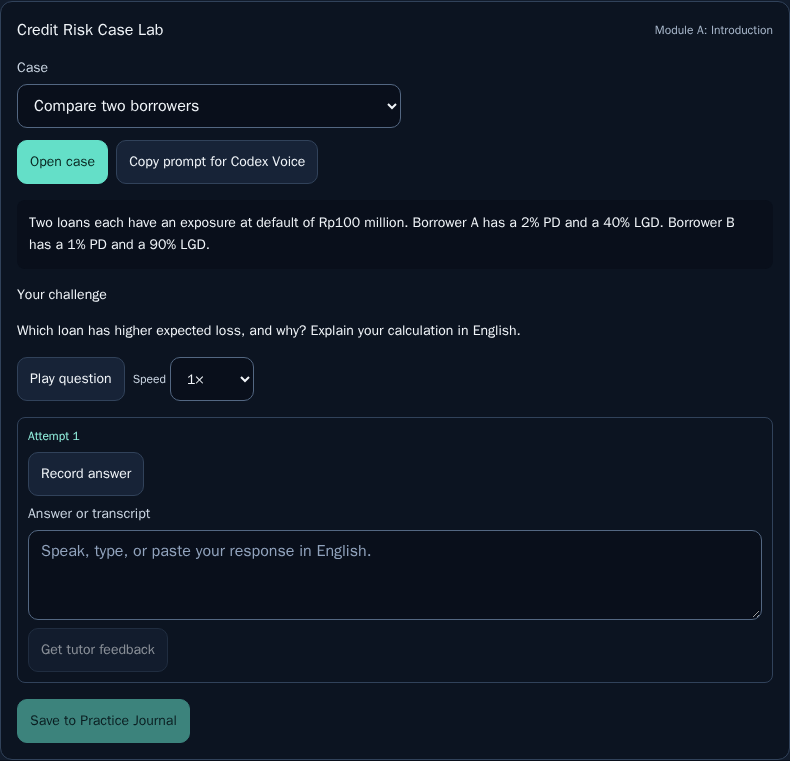 Credit Risk Case Lab
Module A: Introduction
Case
Compare two borrowers
Open case
Copy prompt for Codex Voice
Two loans each have an exposure at default of Rp100 million. Borrower A has a 2% PD and a 40% LGD. Borrower B
has a 1% PD and a 90% LGD.
Your challenge
Which loan has higher expected loss, and why? Explain your calculation in English.
Play question
Speed
1×
Attempt 1
Record answer
Answer or transcript
Speak, type, or paste your response in English.
Get tutor feedback
Save to Practice Journal